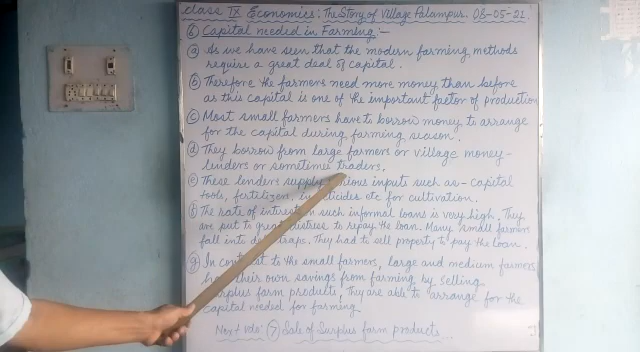 Class IX Economics: The Story of Village Palampur. 08-05-21
⑥ Capital needed in Farming:-
ⓐ As we have seen that the modern farming methods
require a great deal of capital.
ⓑ Therefore the farmers need more money than before
as this capital is one of the important factor of production
ⓒ Most small farmers have to borrow money to arrange
for the capital during farming season.
ⓓ They borrow from large farmers or village money-
lenders or sometimes traders.
ⓔ These lenders supply inputs such as - capital
tools, fertilizers, etc for cultivation.
ⓕ The rate of interest such informal loans is very high. They
are put to great distress to repay the loan. Many small farmers
fall into traps. They had to sell property to pay the loan.
ⓖ In to the small farmers, large and medium farmers
their own savings from farming by selling
surplus farm products, They are able to arrange for the
capital needed for farming.
Next vdo: ⑦ Sale of Surplus farm products...